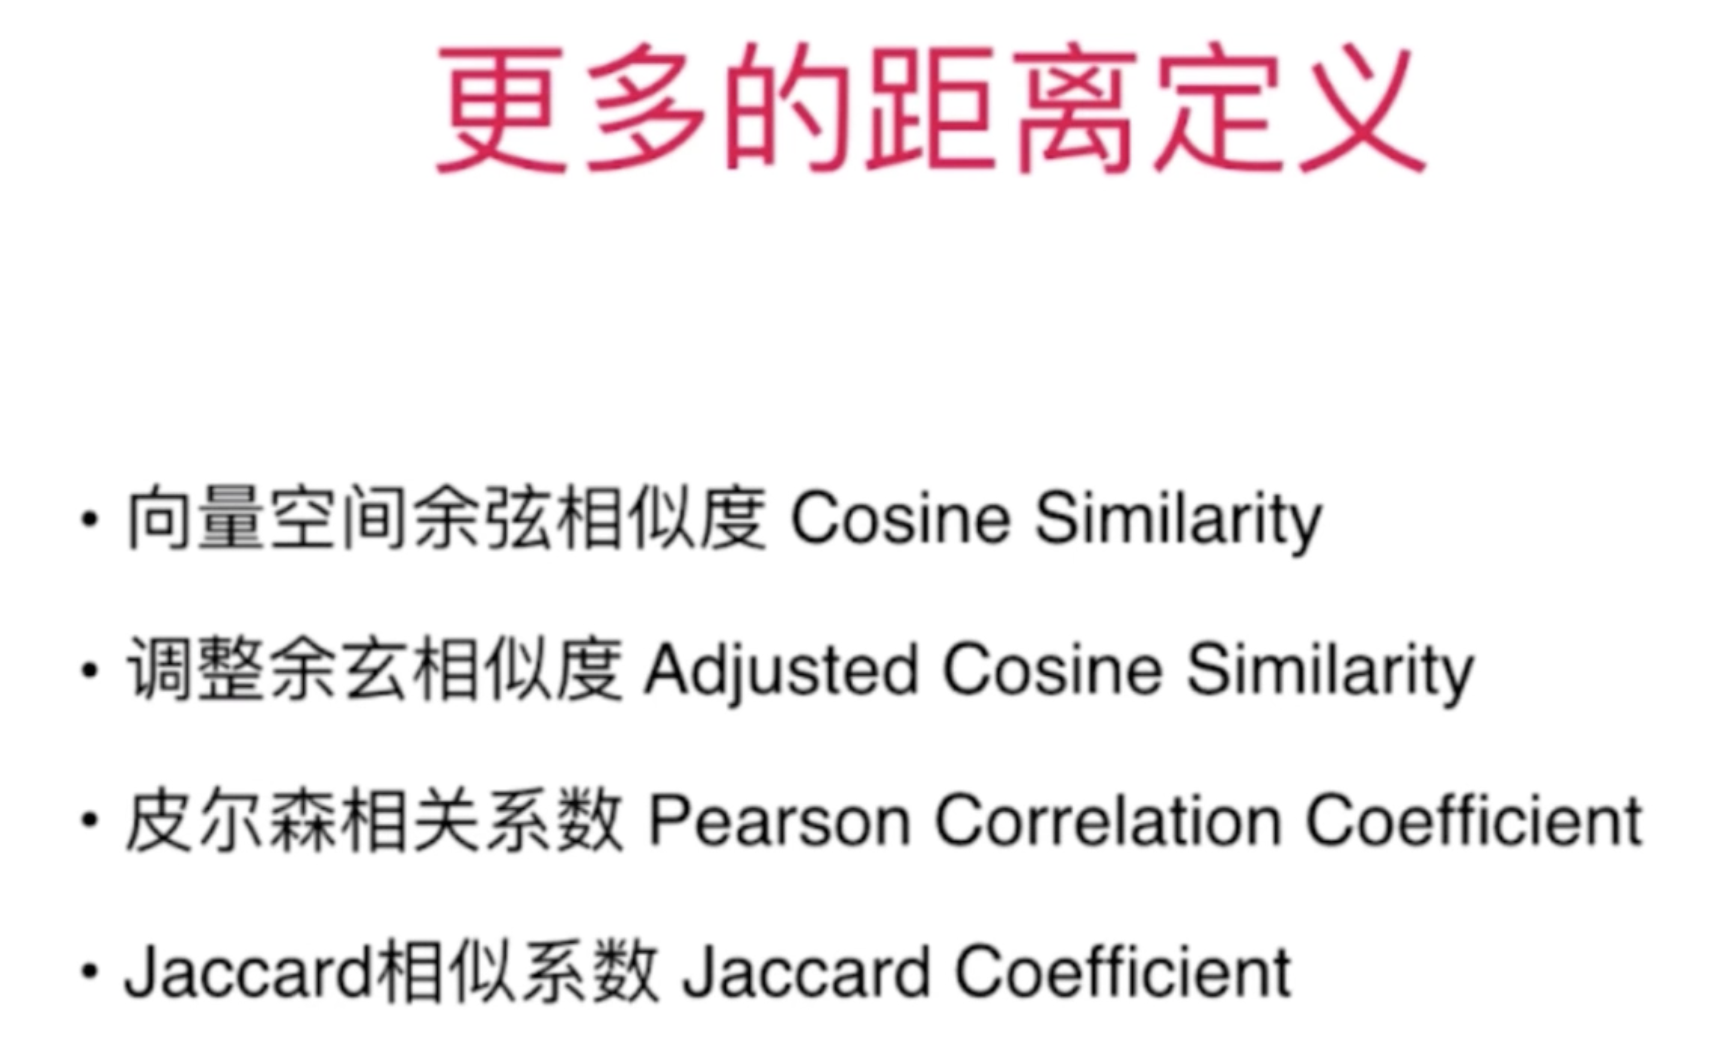 更多的距离定义
• 向量空间余弦相似度 Cosine Similarity
• 调整余玄相似度 Adjusted Cosine Similarity
• 皮尔森相关系数 Pearson Correlation Coefficient
• Jaccard相似系数 Jaccard Coefficient